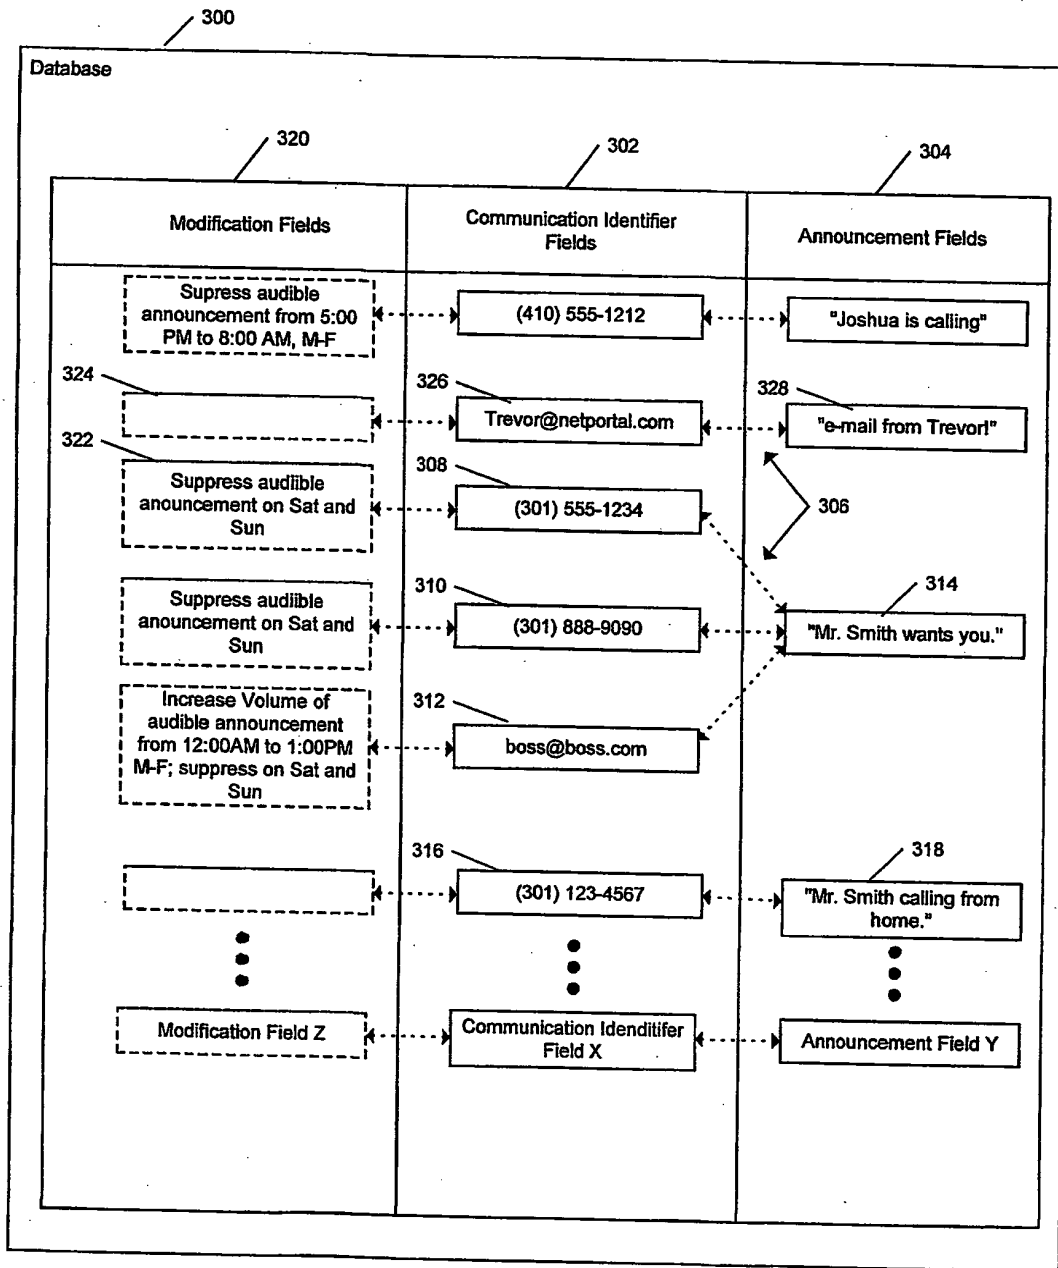 300
Database
320
302
304
Modification Fields
Communication Identifier
Fields
Announcement Fields
Supress audible
announcement from 5:00
PM to 8:00 AM, M-F
(410) 555-1212
"Joshua is calling"
324
326
328
Trevor@netportal.com
"e-mail from Trevor!"
322
308
306
Suppress audiible
anouncement on Sat and
Sun
(301) 555-1234
310
314
Suppress audiible
anouncement on Sat and
Sun
(301) 888-9090
"Mr. Smith wants you."
312
Increase Volume of
audible announcement
from 12:00AM to 1:00PM
M-F; suppress on Sat and
Sun
boss@boss.com
316
318
(301) 123-4567
"Mr. Smith calling from
home."
Modification Field Z
Communication Idenditifer
Field X
Announcement Field Y